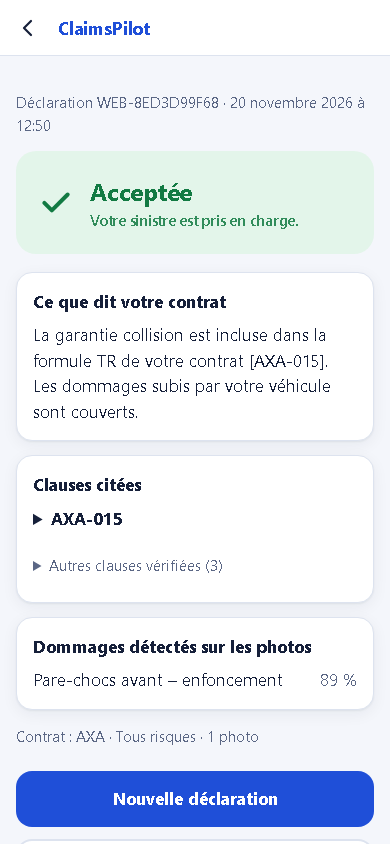 ClaimsPilot
Déclaration WEB-8ED3D99F68 · 20 novembre 2026 à
12:50
Acceptée
Votre sinistre est pris en charge.
Ce que dit votre contrat
La garantie collision est incluse dans la
formule TR de votre contrat [AXA-015].
Les dommages subis par votre véhicule
sont couverts.
Clauses citées
AXA-015
Autres clauses vérifiées (3)
Dommages détectés sur les photos
Pare-chocs avant – enfoncement 89 %
Contrat : AXA · Tous risques · 1 photo
Nouvelle déclaration